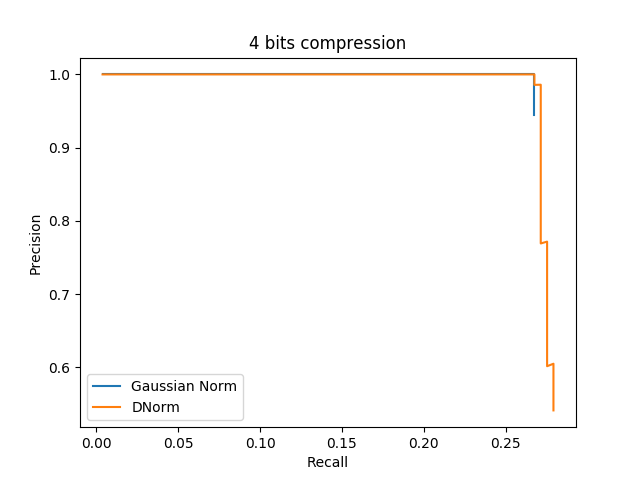 4 bits compression
Precision
1.0
0.9
0.8
0.7
0.6
Gaussian Norm
DNorm
0.00 0.05 0.10 0.15 0.20 0.25
Recall